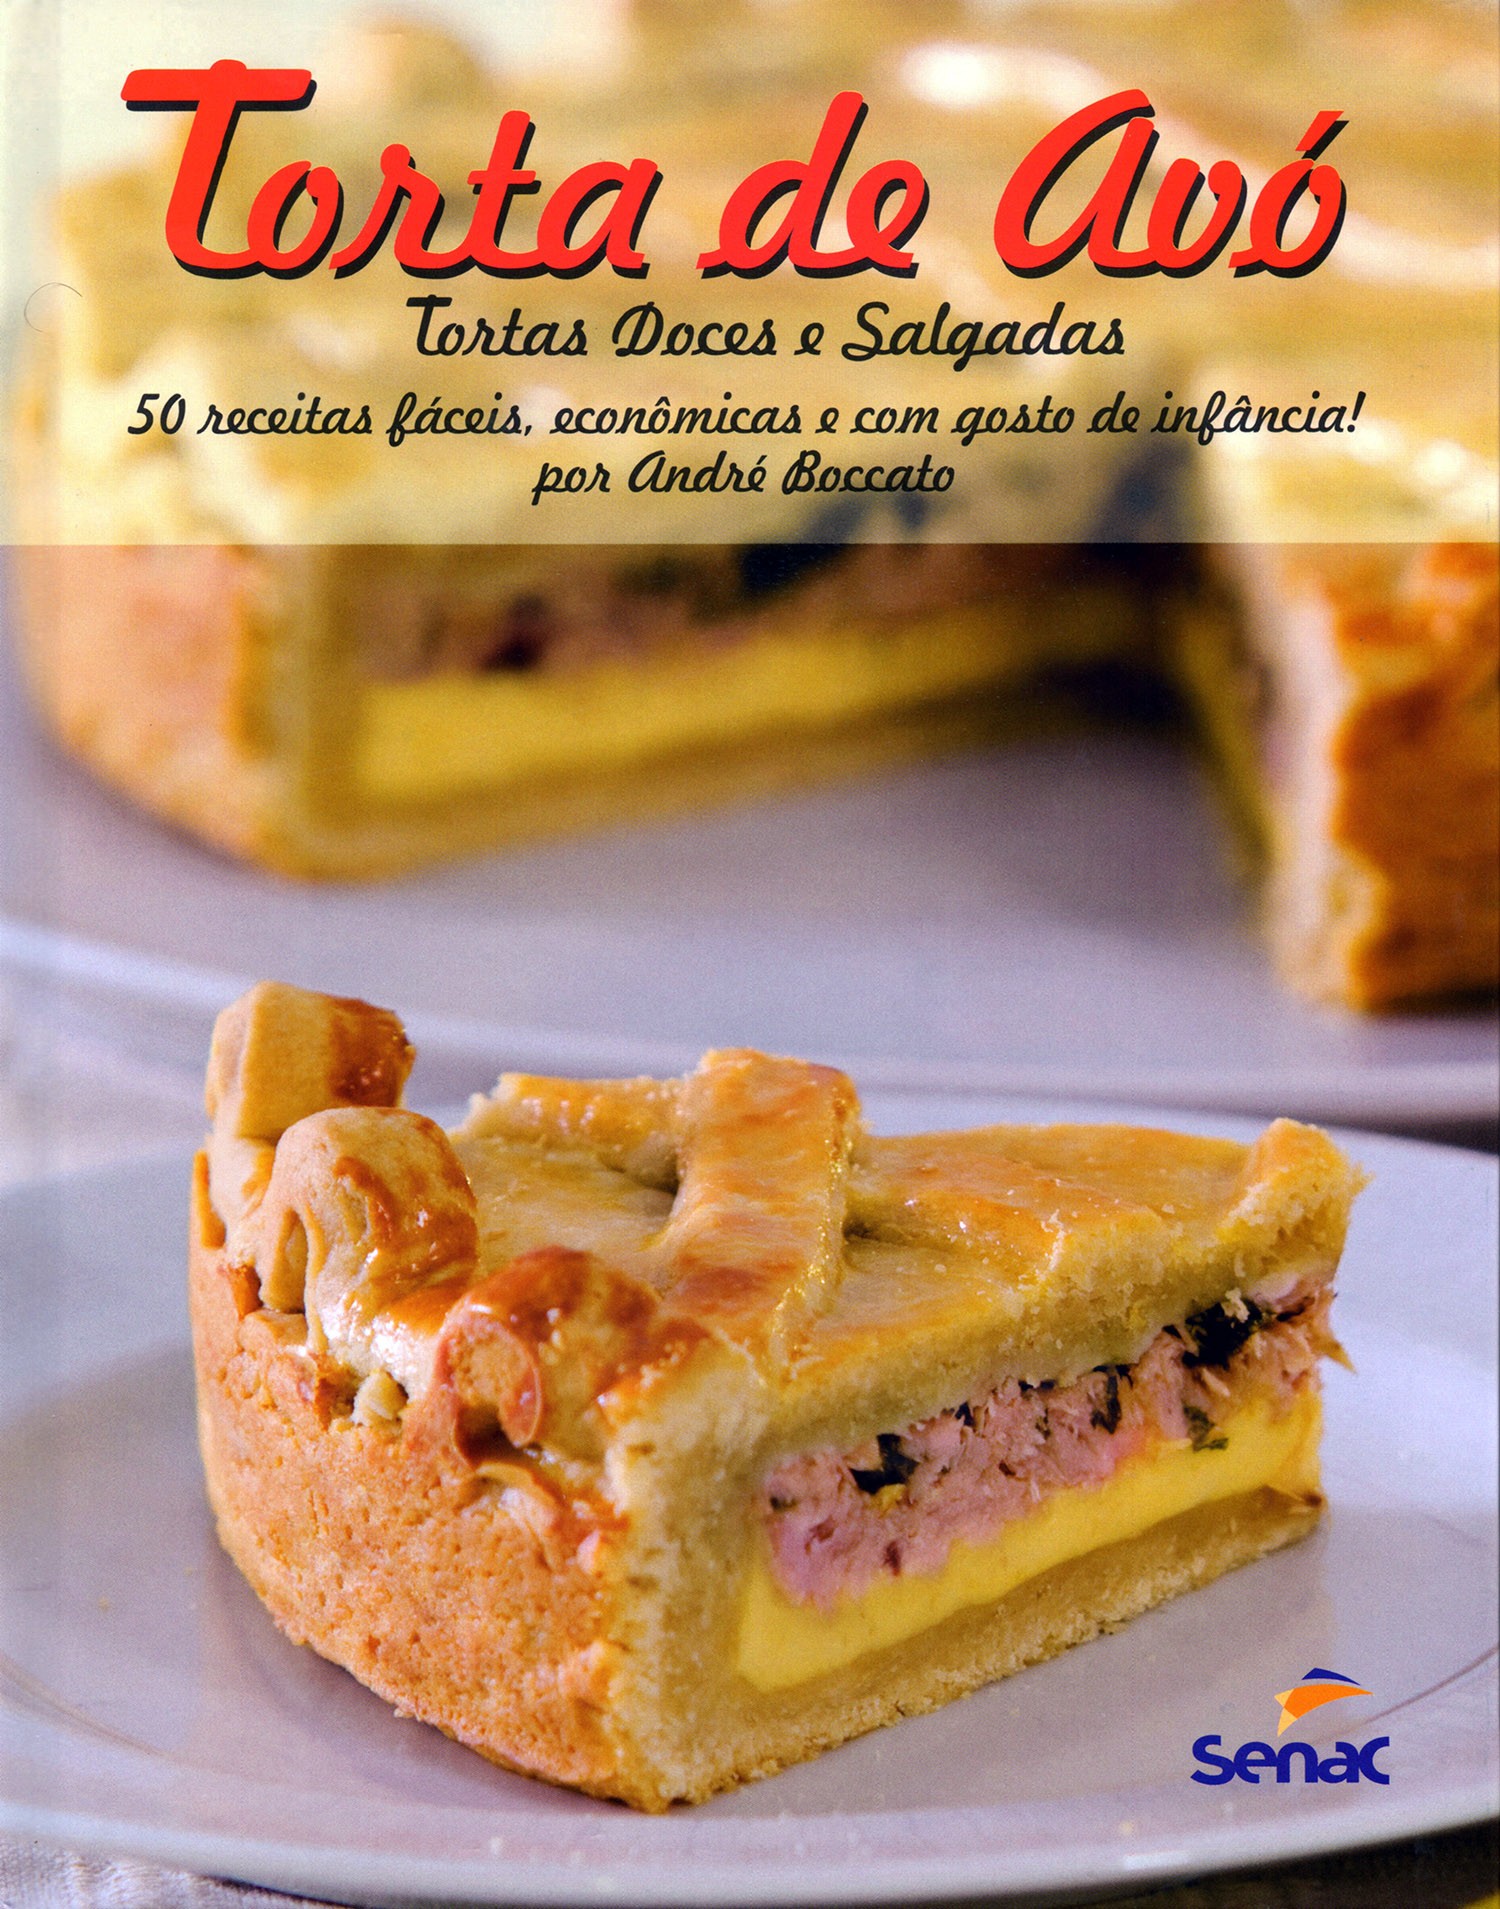 Torta de Avó
Tortas Doces e Salgadas
50 receitas fáceis, econômicas e com gosto de infância!
por André Boccato
Senac